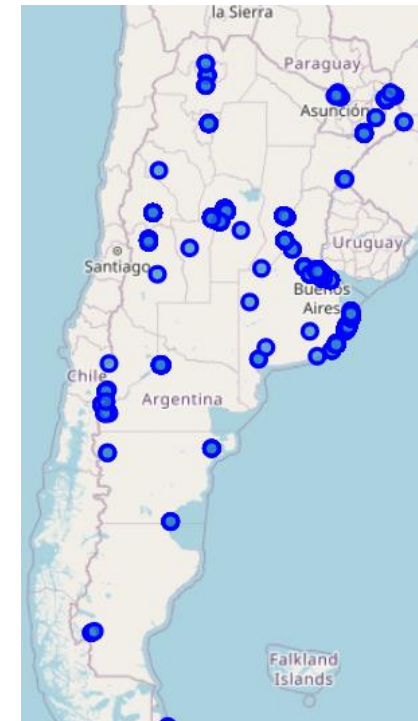 la Sierra
Paraguay
Asunción
Uruguay
Santiago
Buenos
Aires
Chile
Argentina
Falkland
Islands